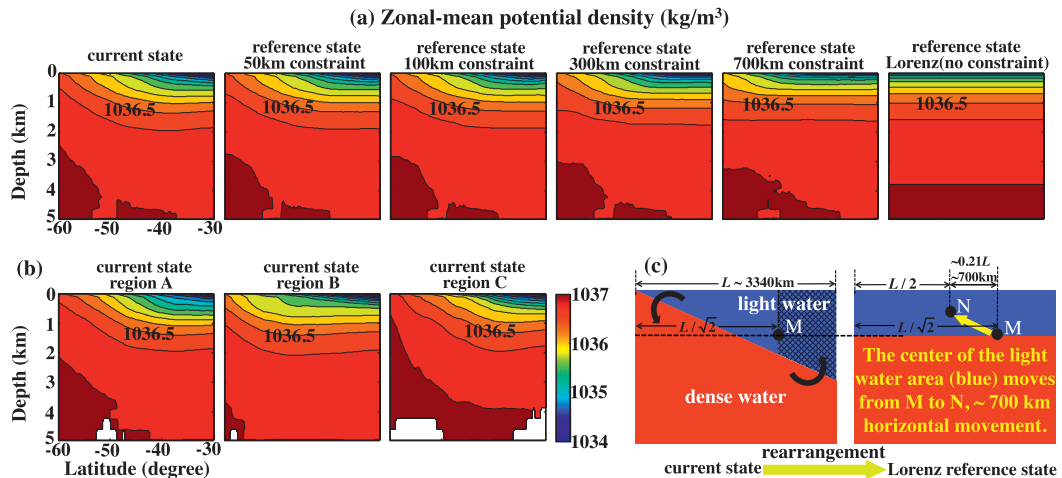 (a) Zonal-mean potential density (kg/m³)
current state
reference state
50km constraint
reference state
100km constraint
reference state
300km constraint
reference state
700km constraint
reference state
Lorenz(no constraint)
Depth (km)
0
1
2
3
4
5
1036.5
1036.5
1036.5
1036.5
1036.5
1036.5
-60
-50
-40
-30
(b)
current state
region A
current state
region B
current state
region C
Depth (km)
0
1
2
3
4
5
1036.5
1036.5
1036.5
-60
-50
-40
-30
Latitude (degree)
1037
1036
1035
1034
(c)
L ~ 3340km
light water
L/√2
M
dense water
~0.21L
~700km
L/2
N
L/√2
M
The center of the light
water area (blue) moves
from M to N, ~ 700 km
horizontal movement.
rearrangement
current state
Lorenz reference state